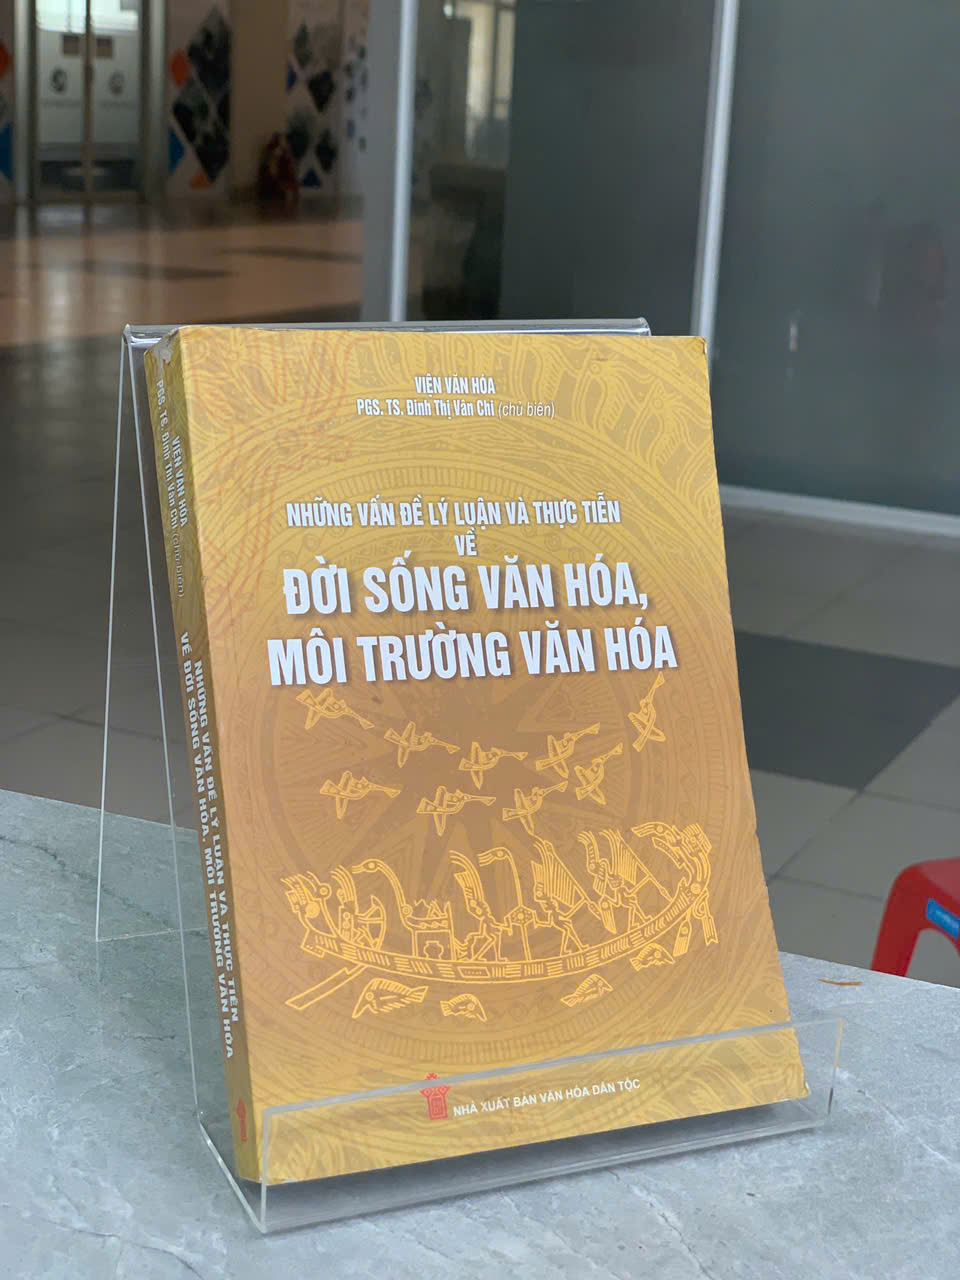 VIỆN VĂN HÓA
PGS. TS. Đinh Thị Vân Chi (chủ biên)
NHỮNG VẤN ĐỀ LÝ LUẬN VÀ THỰC TIỄN
VỀ
ĐỜI SỐNG VĂN HÓA,
MÔI TRƯỜNG VĂN HÓA
NHÀ XUẤT BẢN VĂN HÓA DÂN TỘC
VIỆN VĂN HÓA
PGS. TS. Đinh Thị Vân Chi (chủ biên)
NHỮNG VẤN ĐỀ LÝ LUẬN VÀ THỰC TIỄN
VỀ ĐỜI SỐNG VĂN HÓA, MÔI TRƯỜNG VĂN HÓA